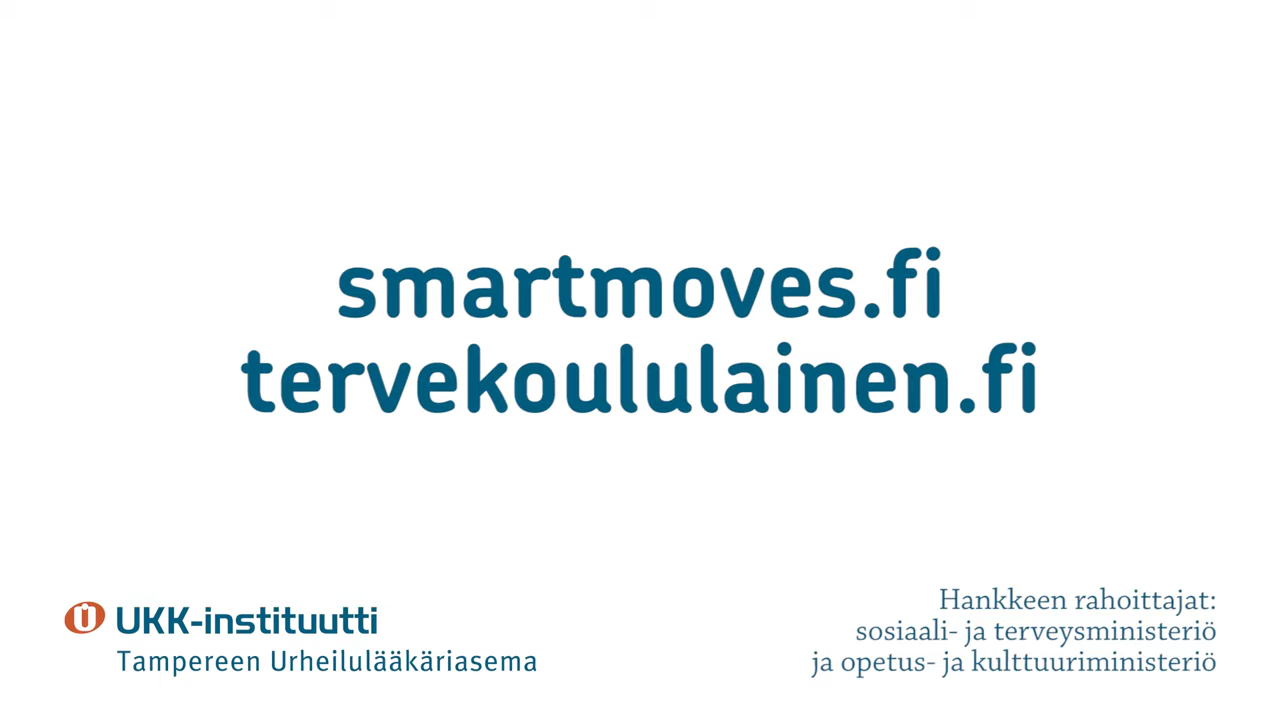 smartmoves.fi
tervekoululainen.fi
UKK-instituutti
Tampereen Urheilulääkäriasema
Hankkeen rahoittajat:
sosiaali- ja terveysministeriö
ja opetus- ja kulttuuriministeriö